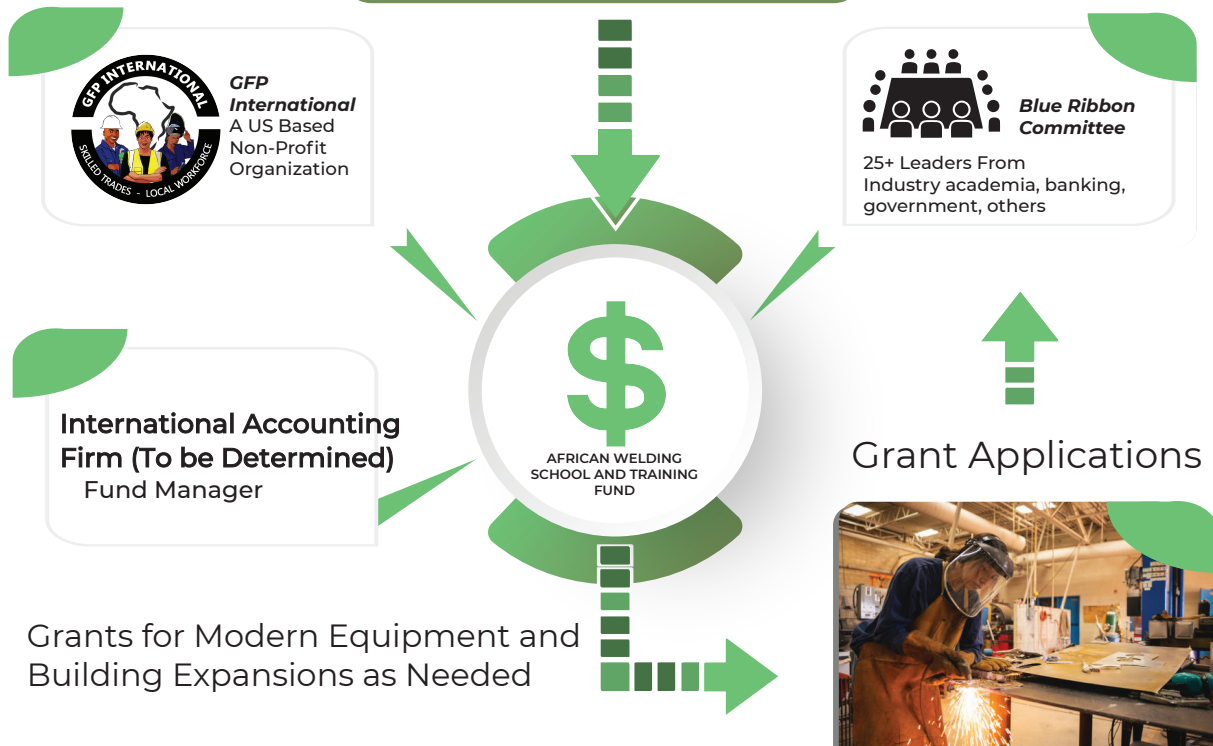 GFP INTERNATIONAL
SKILLED TRADES - LOCAL WORKFORCE
GFP
International
A US Based
Non-Profit
Organization
Blue Ribbon
Committee
25+ Leaders From
Industry academia, banking,
government, others
International Accounting
Firm (To be Determined)
Fund Manager
AFRICAN WELDING
SCHOOL AND TRAINING
FUND
Grant Applications
Grants for Modern Equipment and
Building Expansions as Needed